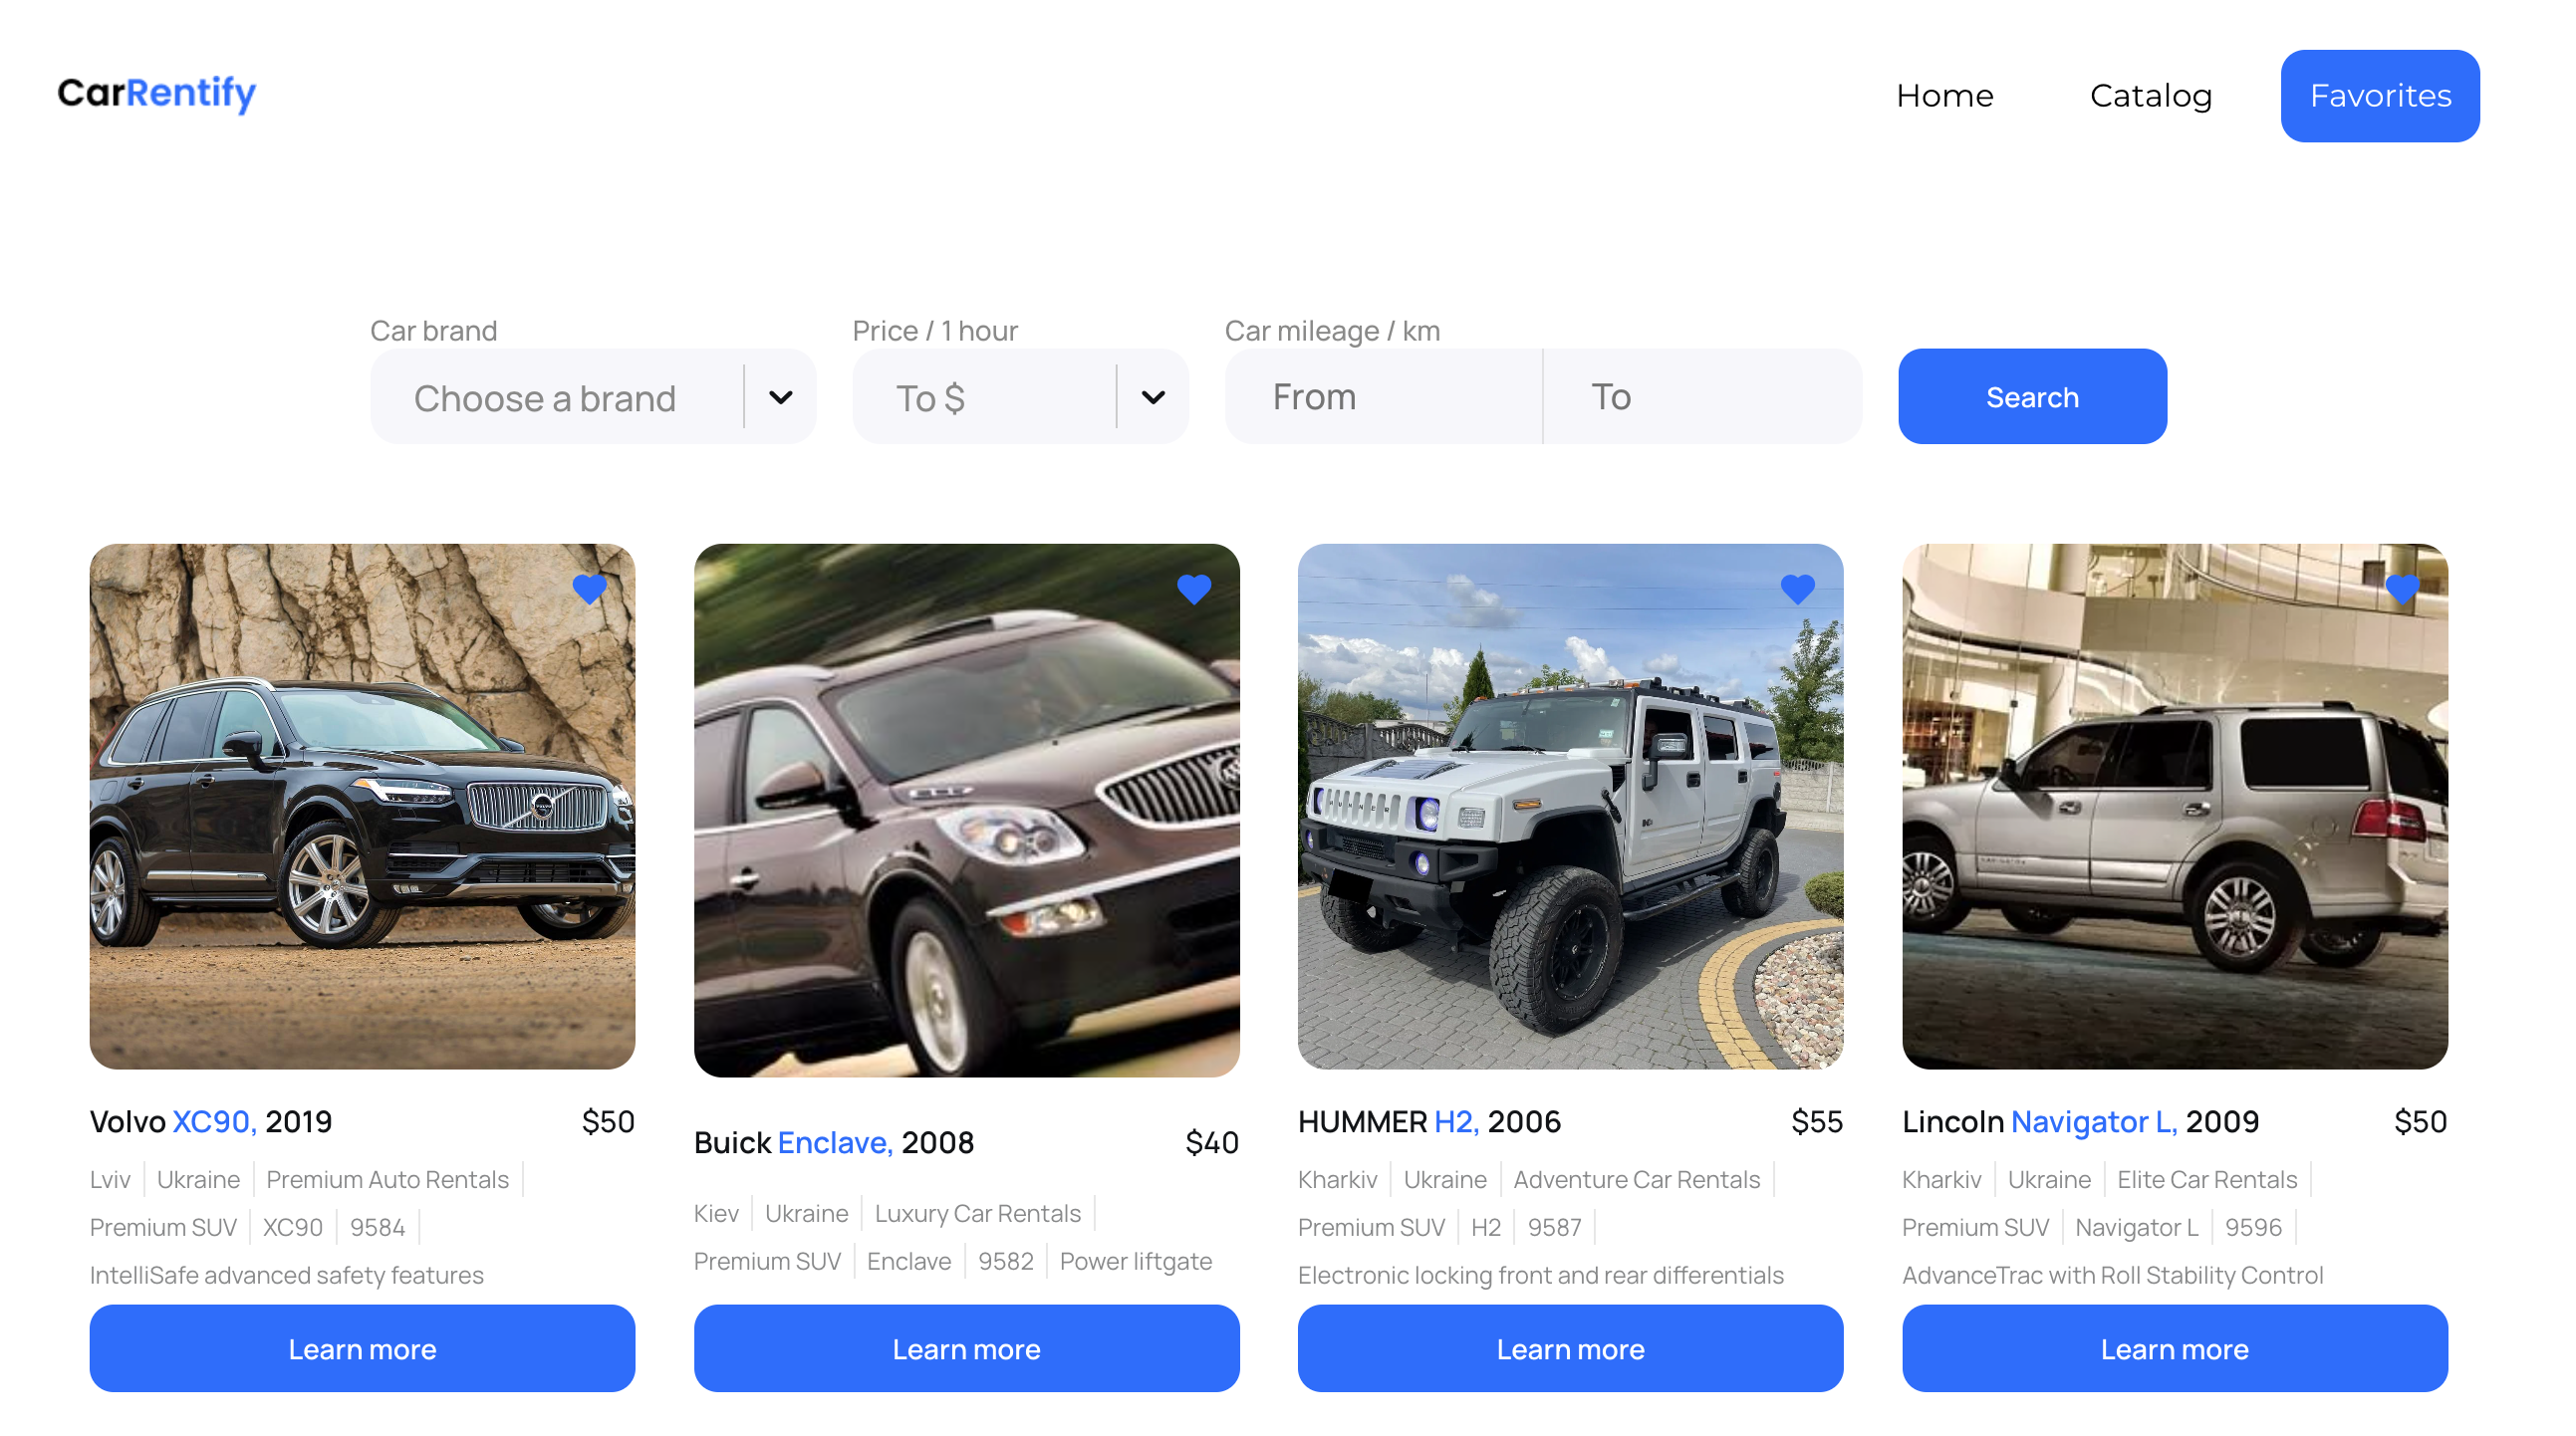 CarRentify
Home Catalog Favorites
Car brand
Choose a brand
Price / 1 hour
To $
Car mileage / km
From To
Search
Volvo XC90, 2019 $50
Lviv Ukraine Premium Auto Rentals
Premium SUV XC90 9584
IntelliSafe advanced safety features
Learn more
Buick Enclave, 2008 $40
Kiev Ukraine Luxury Car Rentals
Premium SUV Enclave 9582 Power liftgate
Learn more
HUMMER
HUMMER H2, 2006 $55
Kharkiv Ukraine Adventure Car Rentals
Premium SUV H2 9587
Electronic locking front and rear differentials
Learn more
Lincoln Navigator L, 2009 $50
Kharkiv Ukraine Elite Car Rentals
Premium SUV Navigator L 9596
AdvanceTrac with Roll Stability Control
Learn more